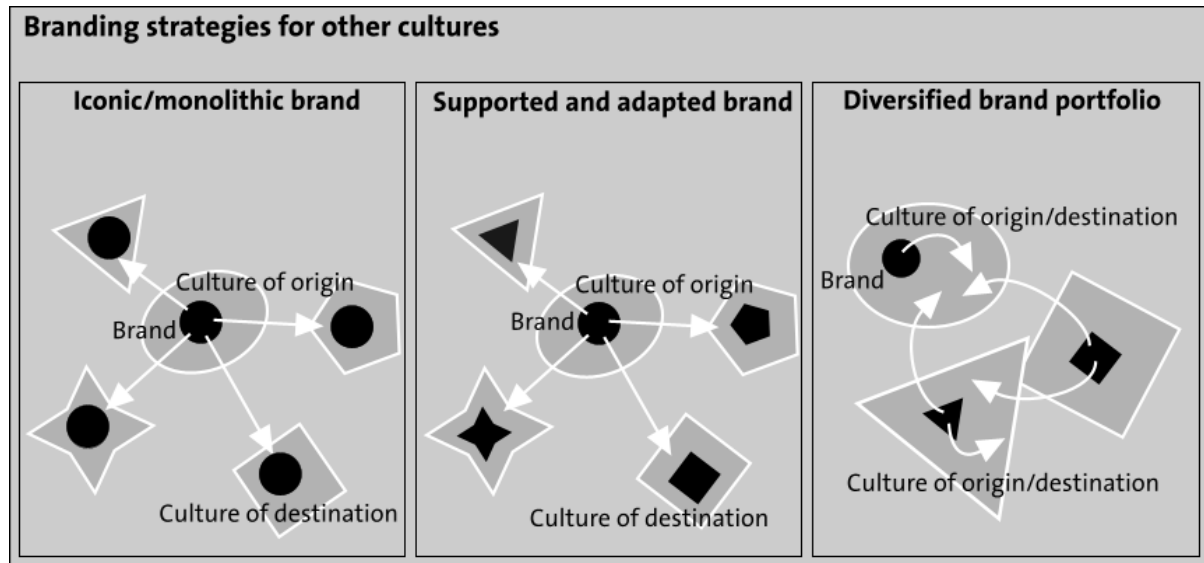 Branding strategies for other cultures
Iconic/monolithic brand
Culture of origin
Brand
Culture of destination
Supported and adapted brand
Culture of origin
Brand
Culture of destination
Diversified brand portfolio
Culture of origin/destination
Brand
Culture of origin/destination